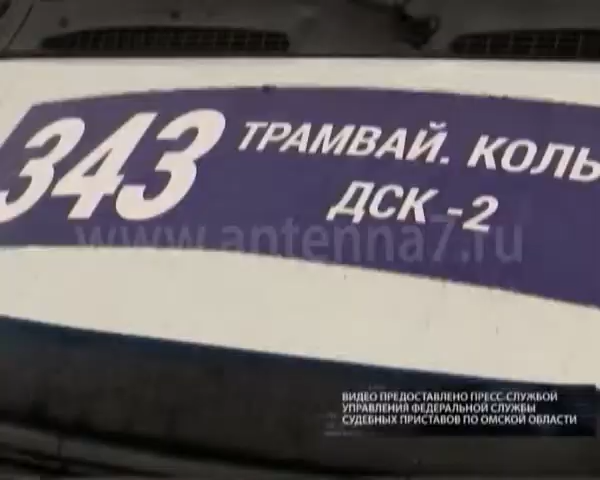 343 ТРАМВАЙ. КОЛЬ
ДСК-2
www.antenna7.ru
ВИДЕО ПРЕДОСТАВЛЕНО ПРЕСС-СЛУЖБОЙ
УПРАВЛЕНИЯ ФЕДЕРАЛЬНОЙ СЛУЖБЫ
СУДЕБНЫХ ПРИСТАВОВ ПО ОМСКОЙ ОБЛАСТИ